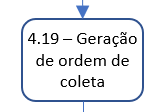 4.19 – Geração
de ordem de
coleta